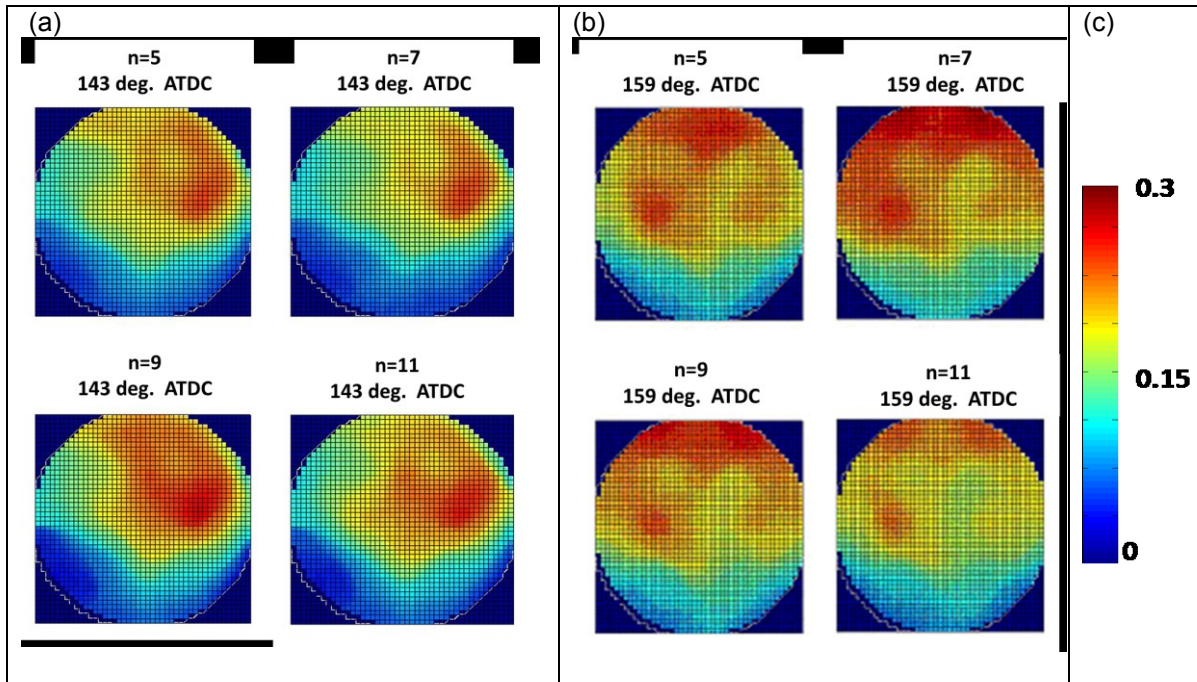 (a)
n=5
143 deg. ATDC
n=7
143 deg. ATDC
n=9
143 deg. ATDC
n=11
143 deg. ATDC
(b)
n=5
159 deg. ATDC
n=7
159 deg. ATDC
n=9
159 deg. ATDC
n=11
159 deg. ATDC
(c)
0.3
0.15
0